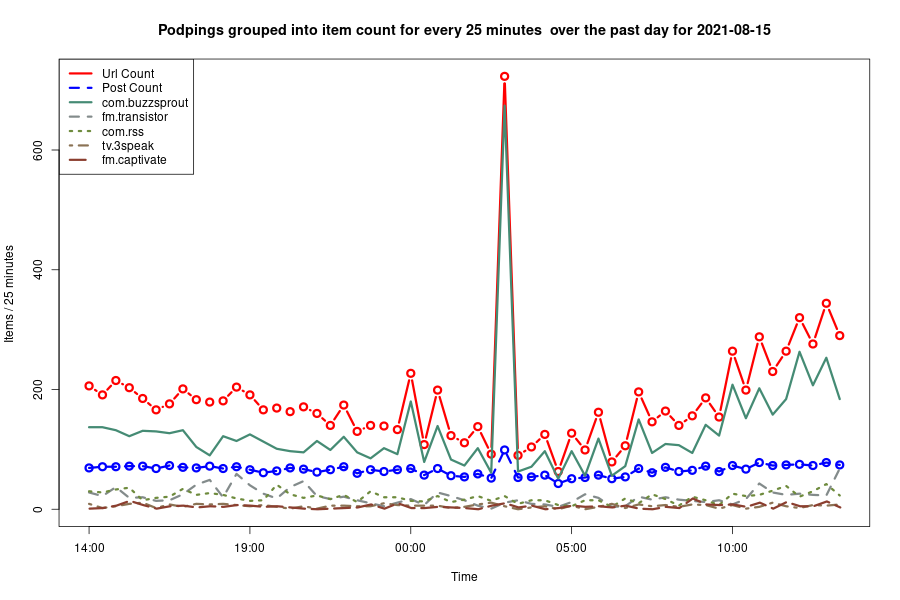 Podpings grouped into item count for every 25 minutes  over the past day for 2021-08-15
Url Count
Post Count
com.buzzsprout
fm.transistor
com.rss
tv.3speak
fm.captivate
Items / 25 minutes
600
400
200
0
14:00
19:00
00:00
05:00
10:00
Time